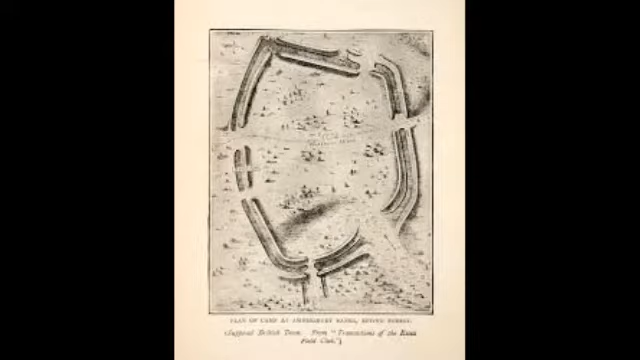 PLAN OF CAMP AT AMBRESBURY BANKS, EPPING FOREST.
(Supposed British Town. From "Transactions of the Essex
Field Club.")